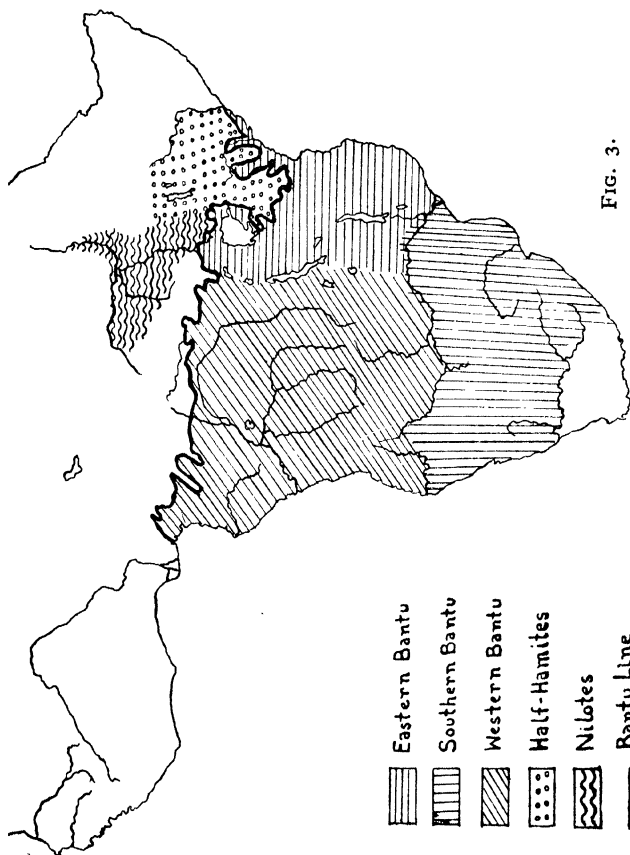 Eastern Bantu
Southern Bantu
Western Bantu
Half-Hamites
Nilotes
Bantu Line
FIG. 3.